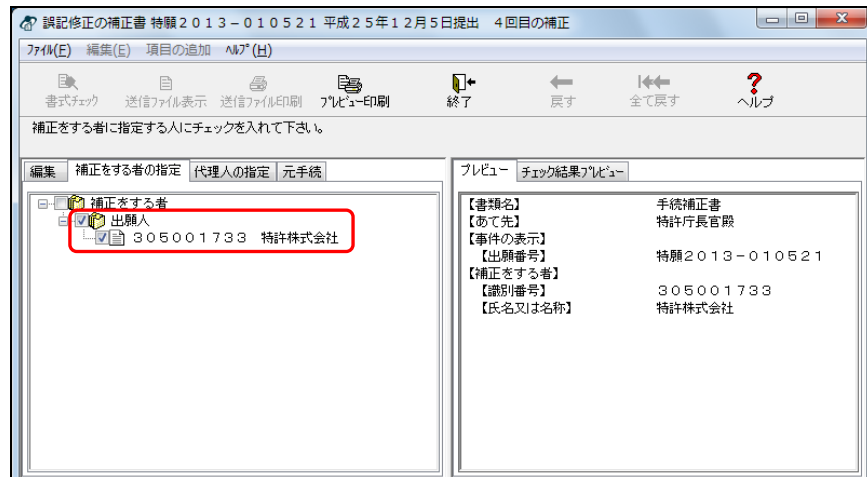 誤記修正の補正書 特願２０１３－０１０５２１ 平成２５年１２月５日提出　４回目の補正
ﾌｧｲﾙ(F) 編集(E) 項目の追加 ﾍﾙﾌﾟ(H)
書式ﾁｪｯｸ 送信ﾌｧｲﾙ表示 送信ﾌｧｲﾙ印刷 ﾌﾟﾚﾋﾞｭｰ印刷 終了 戻す 全て戻す ヘルプ
補正をする者に指定する人にチェックを入れて下さい。
編集 補正をする者の指定 代理人の指定 元手続
補正をする者
出願人
３０５００１７３３　特許株式会社
プレビュー チェック結果ﾌﾟﾚﾋﾞｭｰ
【書類名】 手続補正書
【あて先】 特許庁長官殿
【事件の表示】
【出願番号】 特願２０１３－０１０５２１
【補正をする者】
【識別番号】 ３０５００１７３３
【氏名又は名称】 特許株式会社